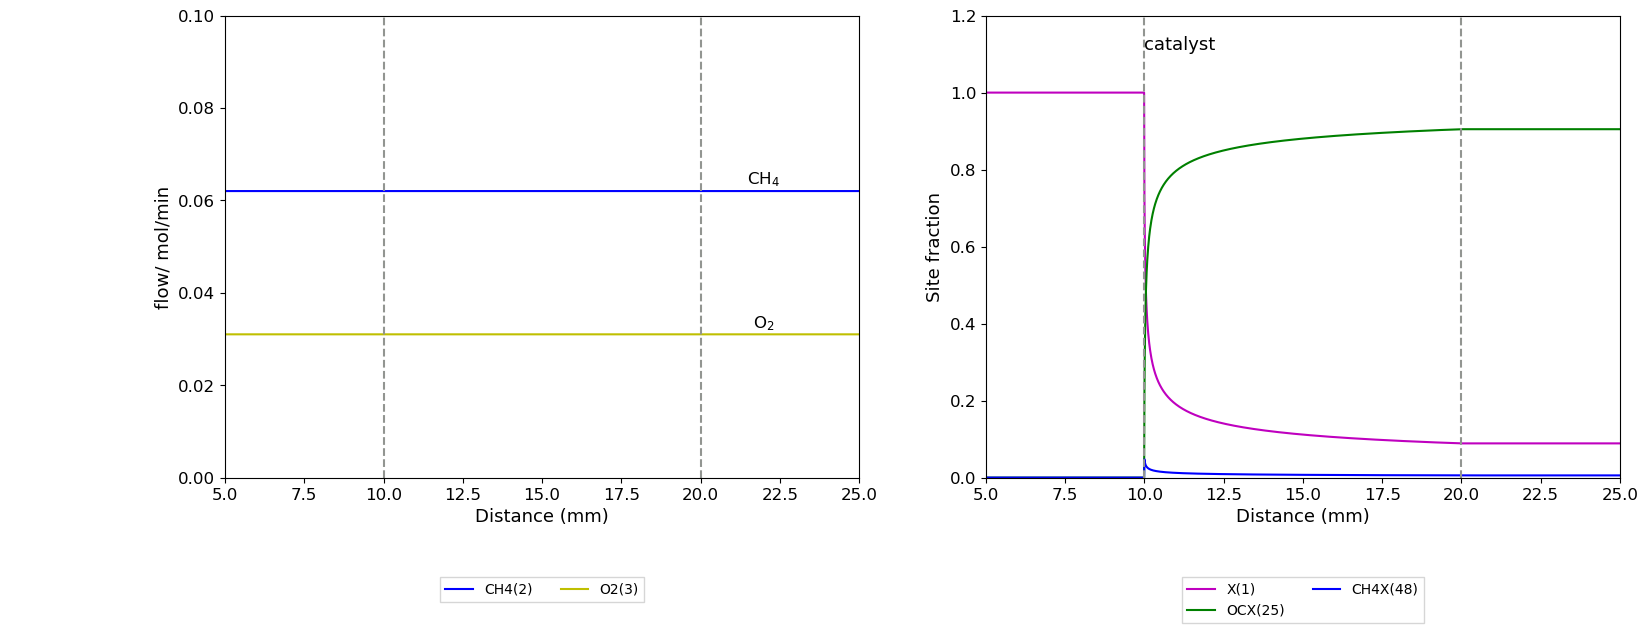 0.10
0.08
0.06
0.04
0.02
0.00
flow/ mol/min
CH₄
O₂
5.0 7.5 10.0 12.5 15.0 17.5 20.0 22.5 25.0
Distance (mm)
CH4(2) O2(3)
1.2
1.0
0.8
0.6
0.4
0.2
0.0
Site fraction
catalyst
5.0 7.5 10.0 12.5 15.0 17.5 20.0 22.5 25.0
Distance (mm)
X(1) CH4X(48)
OCX(25)